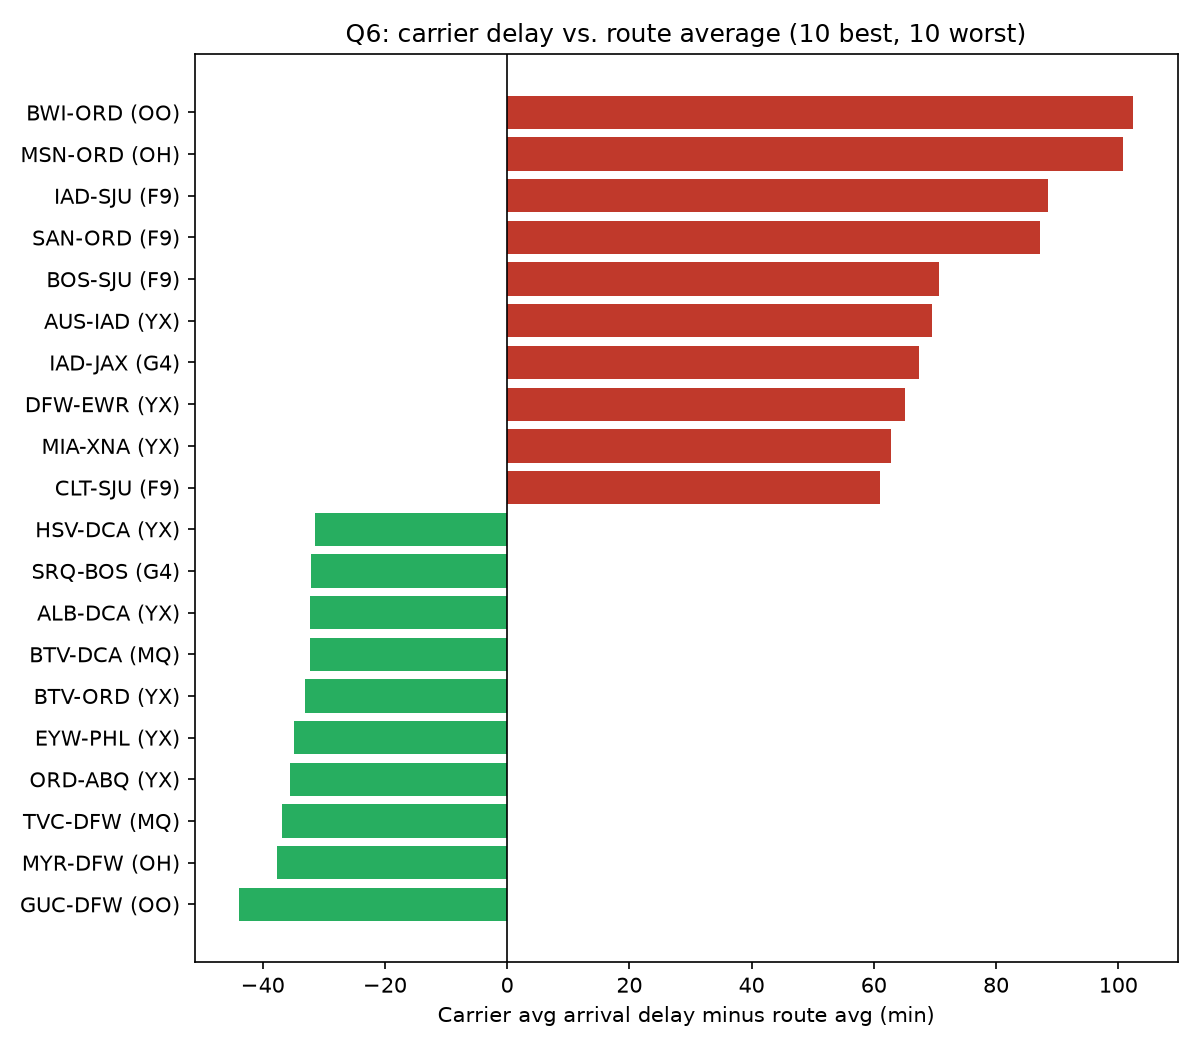 Q6: carrier delay vs. route average (10 best, 10 worst)
BWI-ORD (OO)
MSN-ORD (OH)
IAD-SJU (F9)
SAN-ORD (F9)
BOS-SJU (F9)
AUS-IAD (YX)
IAD-JAX (G4)
DFW-EWR (YX)
MIA-XNA (YX)
CLT-SJU (F9)
HSV-DCA (YX)
SRQ-BOS (G4)
ALB-DCA (YX)
BTV-DCA (MQ)
BTV-ORD (YX)
EYW-PHL (YX)
ORD-ABQ (YX)
TVC-DFW (MQ)
MYR-DFW (OH)
GUC-DFW (OO)
−40 −20 0 20 40 60 80 100
Carrier avg arrival delay minus route avg (min)